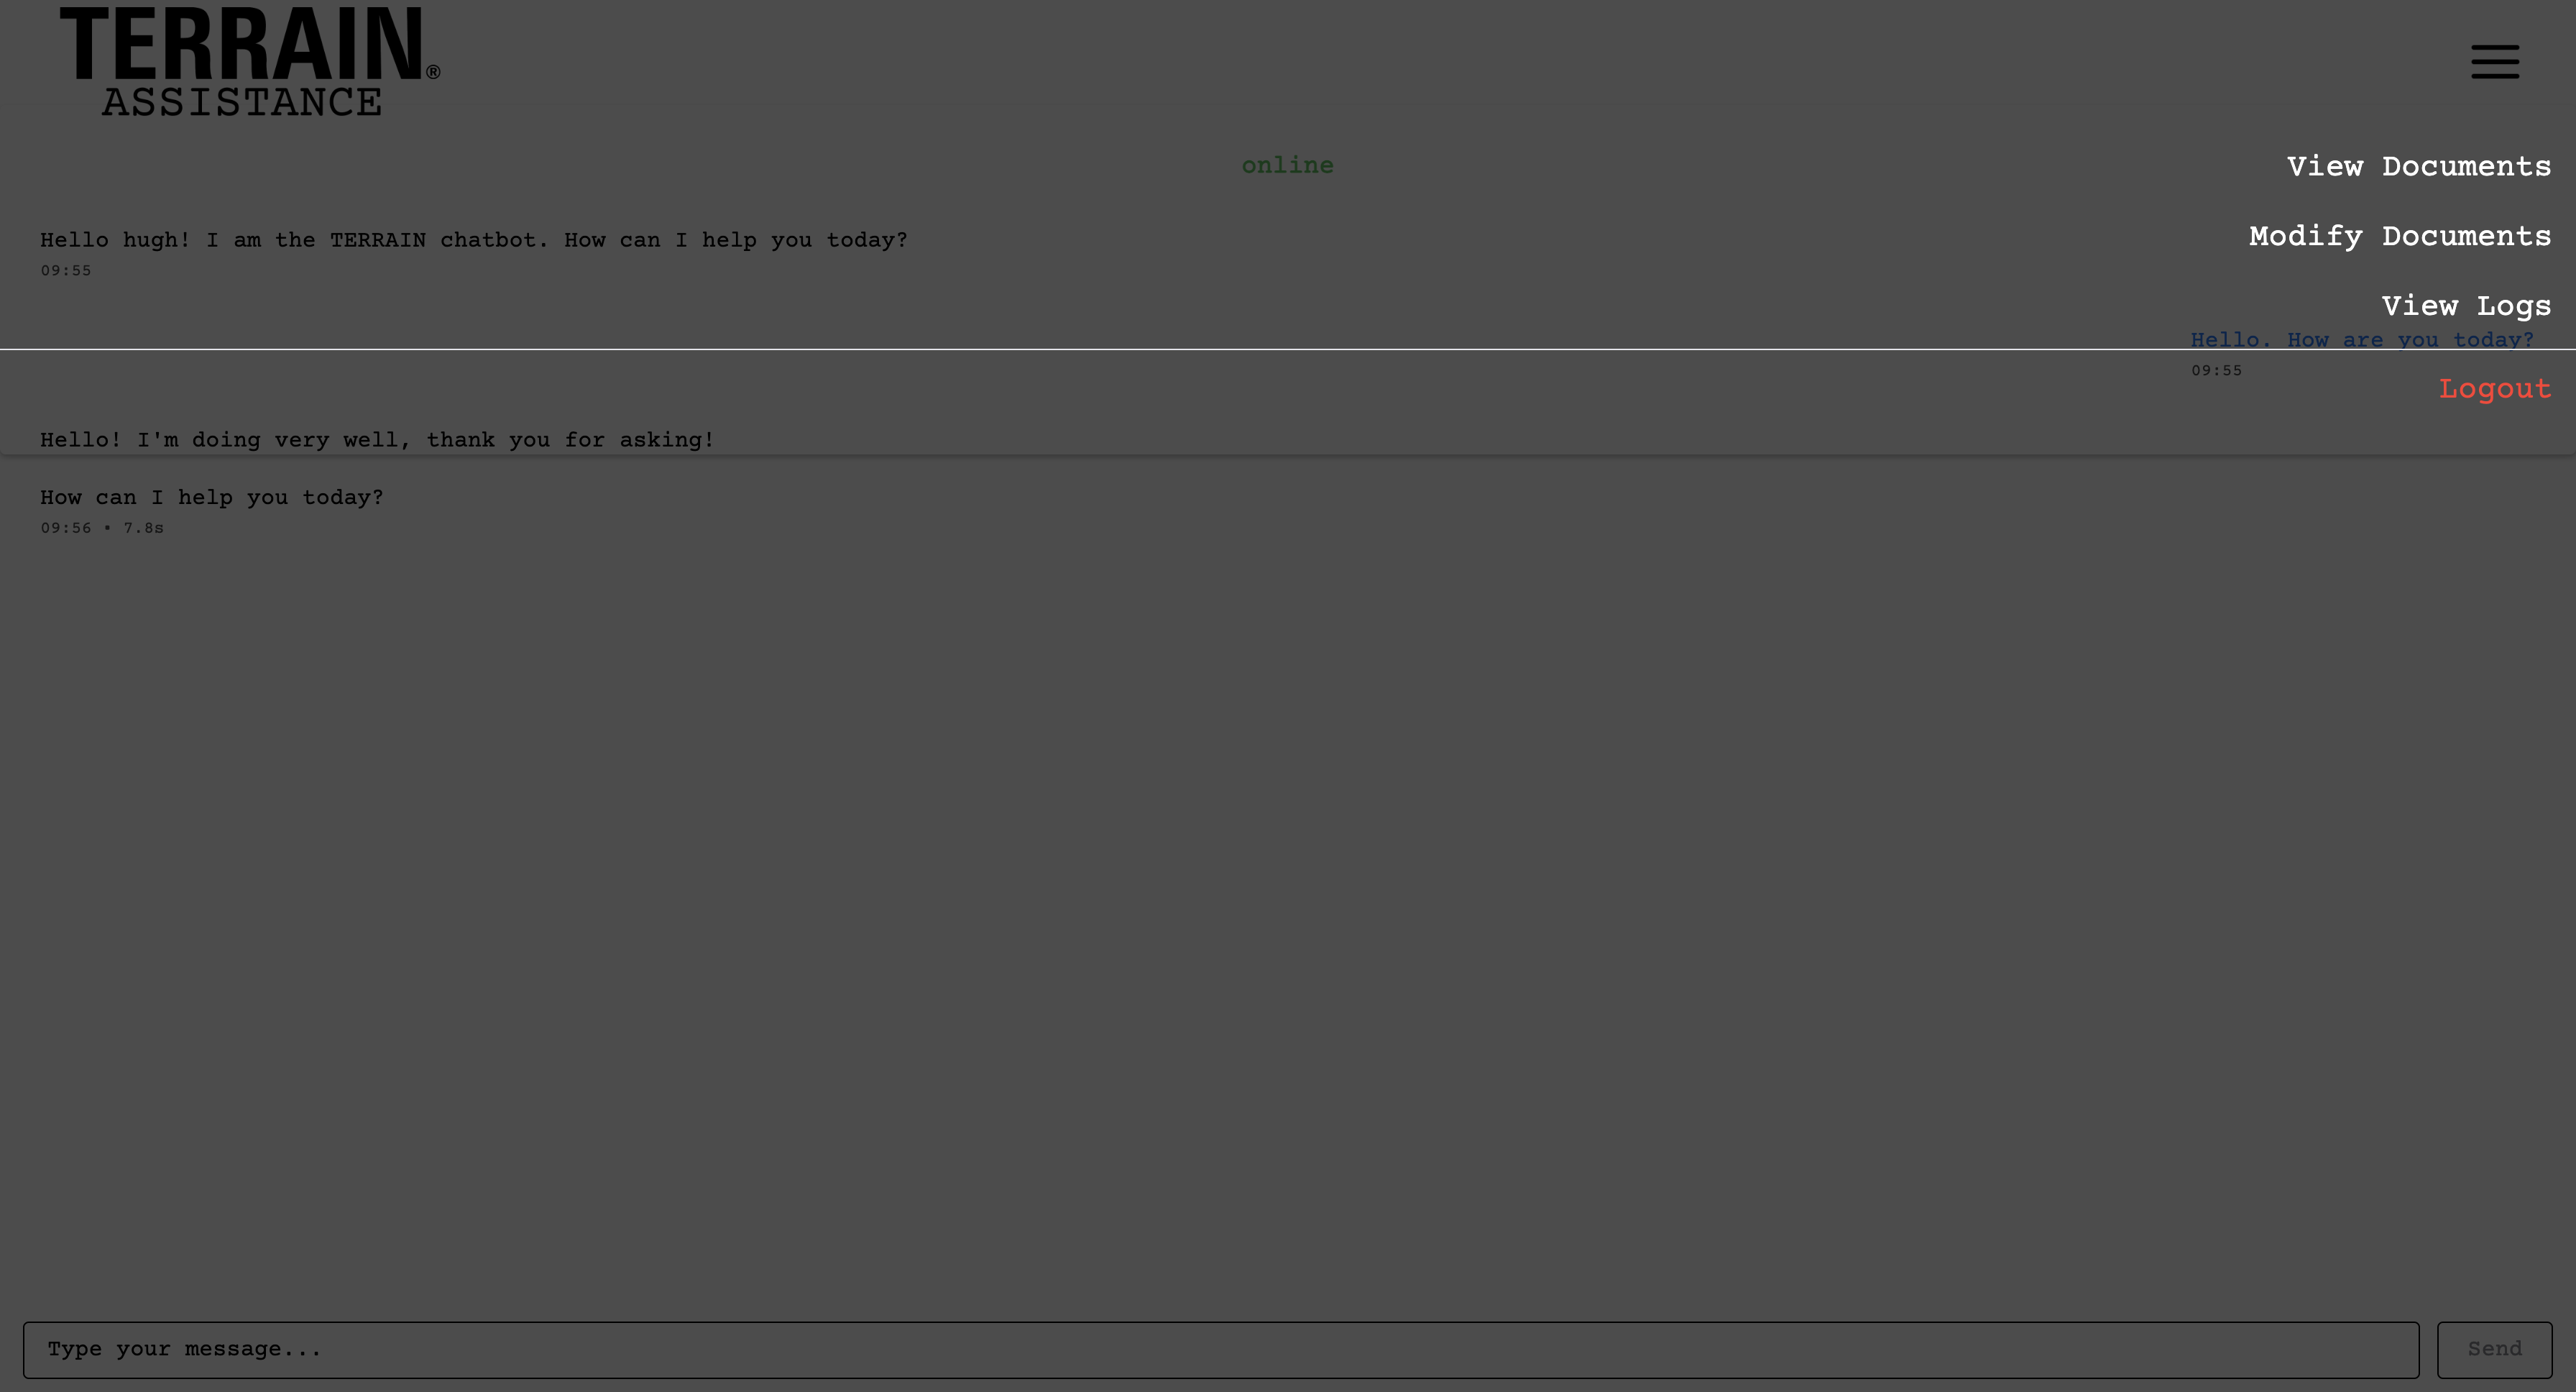 TERRAIN®
ASSISTANCE
online
View Documents
Hello hugh! I am the TERRAIN chatbot. How can I help you today?
09:55
Modify Documents
View Logs
Hello. How are you today?
09:55
Logout
Hello! I'm doing very well, thank you for asking!
How can I help you today?
09:56 • 7.8s
Type your message...
Send